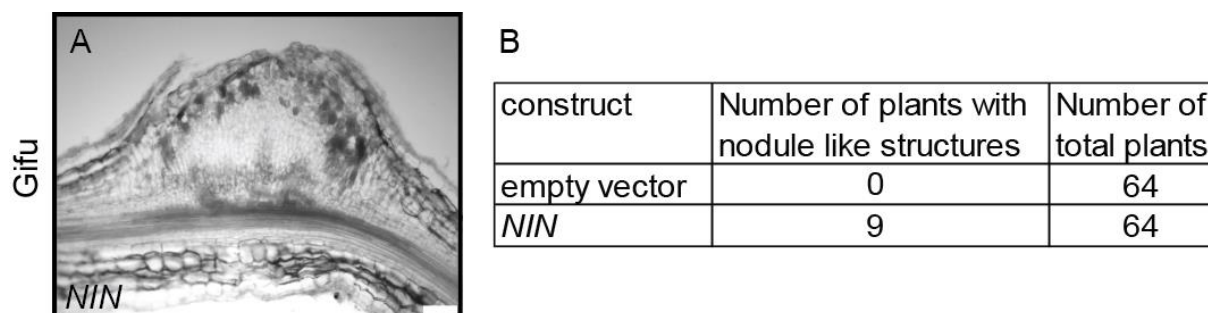 A
Gifu
NIN
B
construct
Number of plants with
nodule like structures
Number of
total plants
empty vector
0
64
NIN
9
64